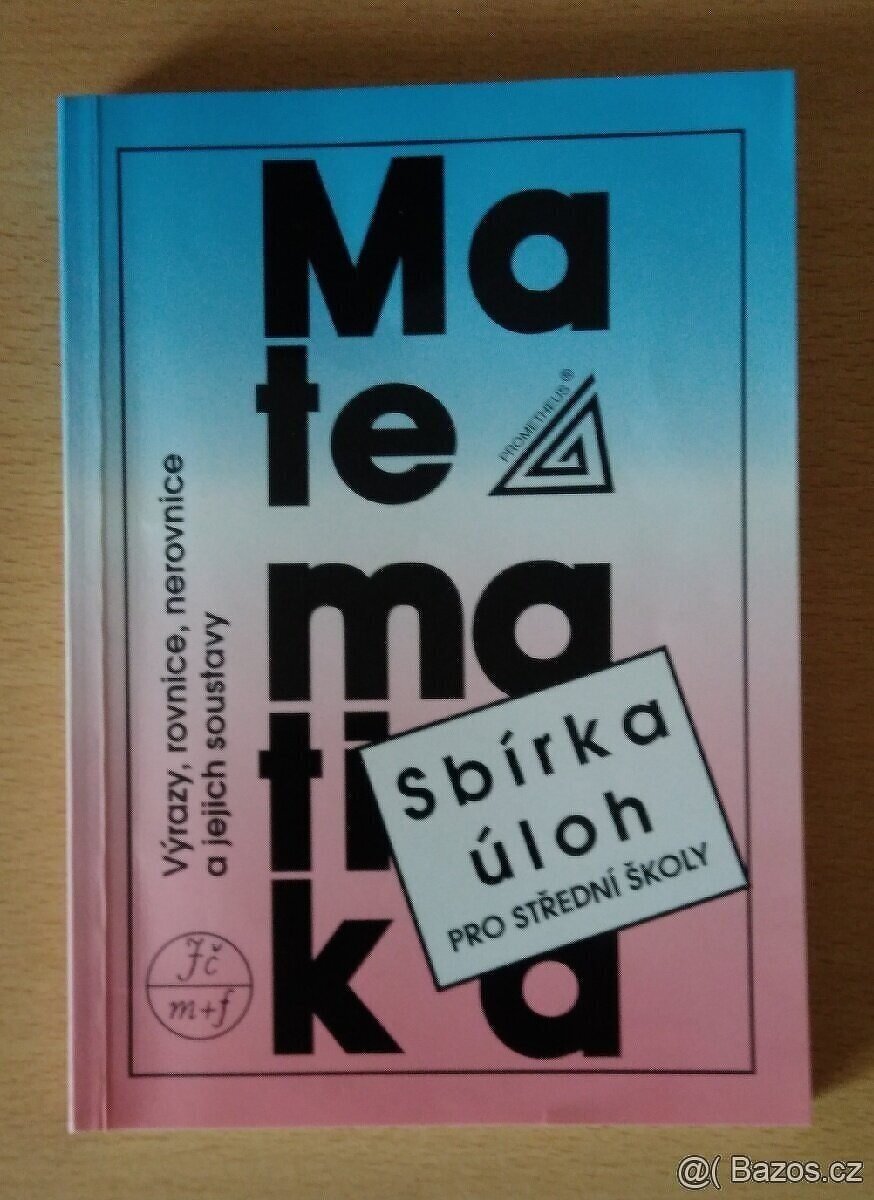 Ma
te
PROMETHEUS®
ma
ti
ka
Výrazy, rovnice, nerovnice
a jejich soustavy
Sbírka
úloh
PRO STŘEDNÍ ŠKOLY
Jč
m+f
@( Bazos.cz